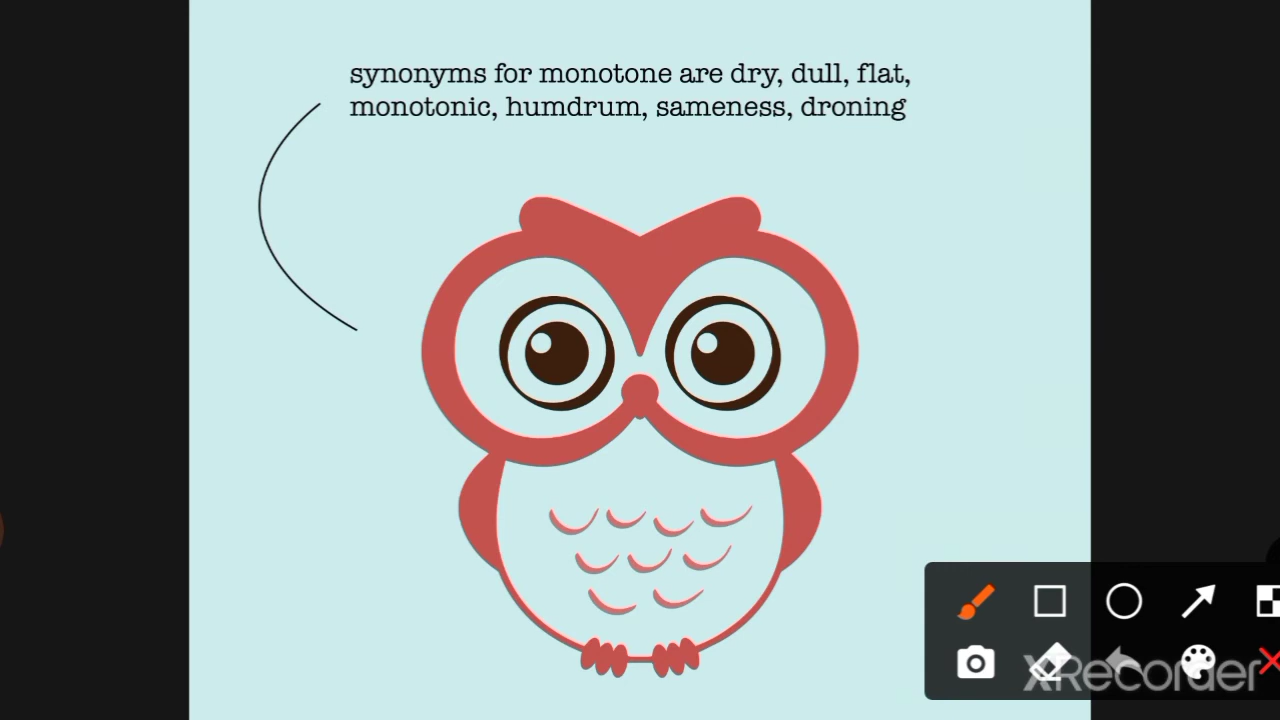 synonyms for monotone are dry, dull, flat,
monotonic, humdrum, sameness, droning
XRecorder